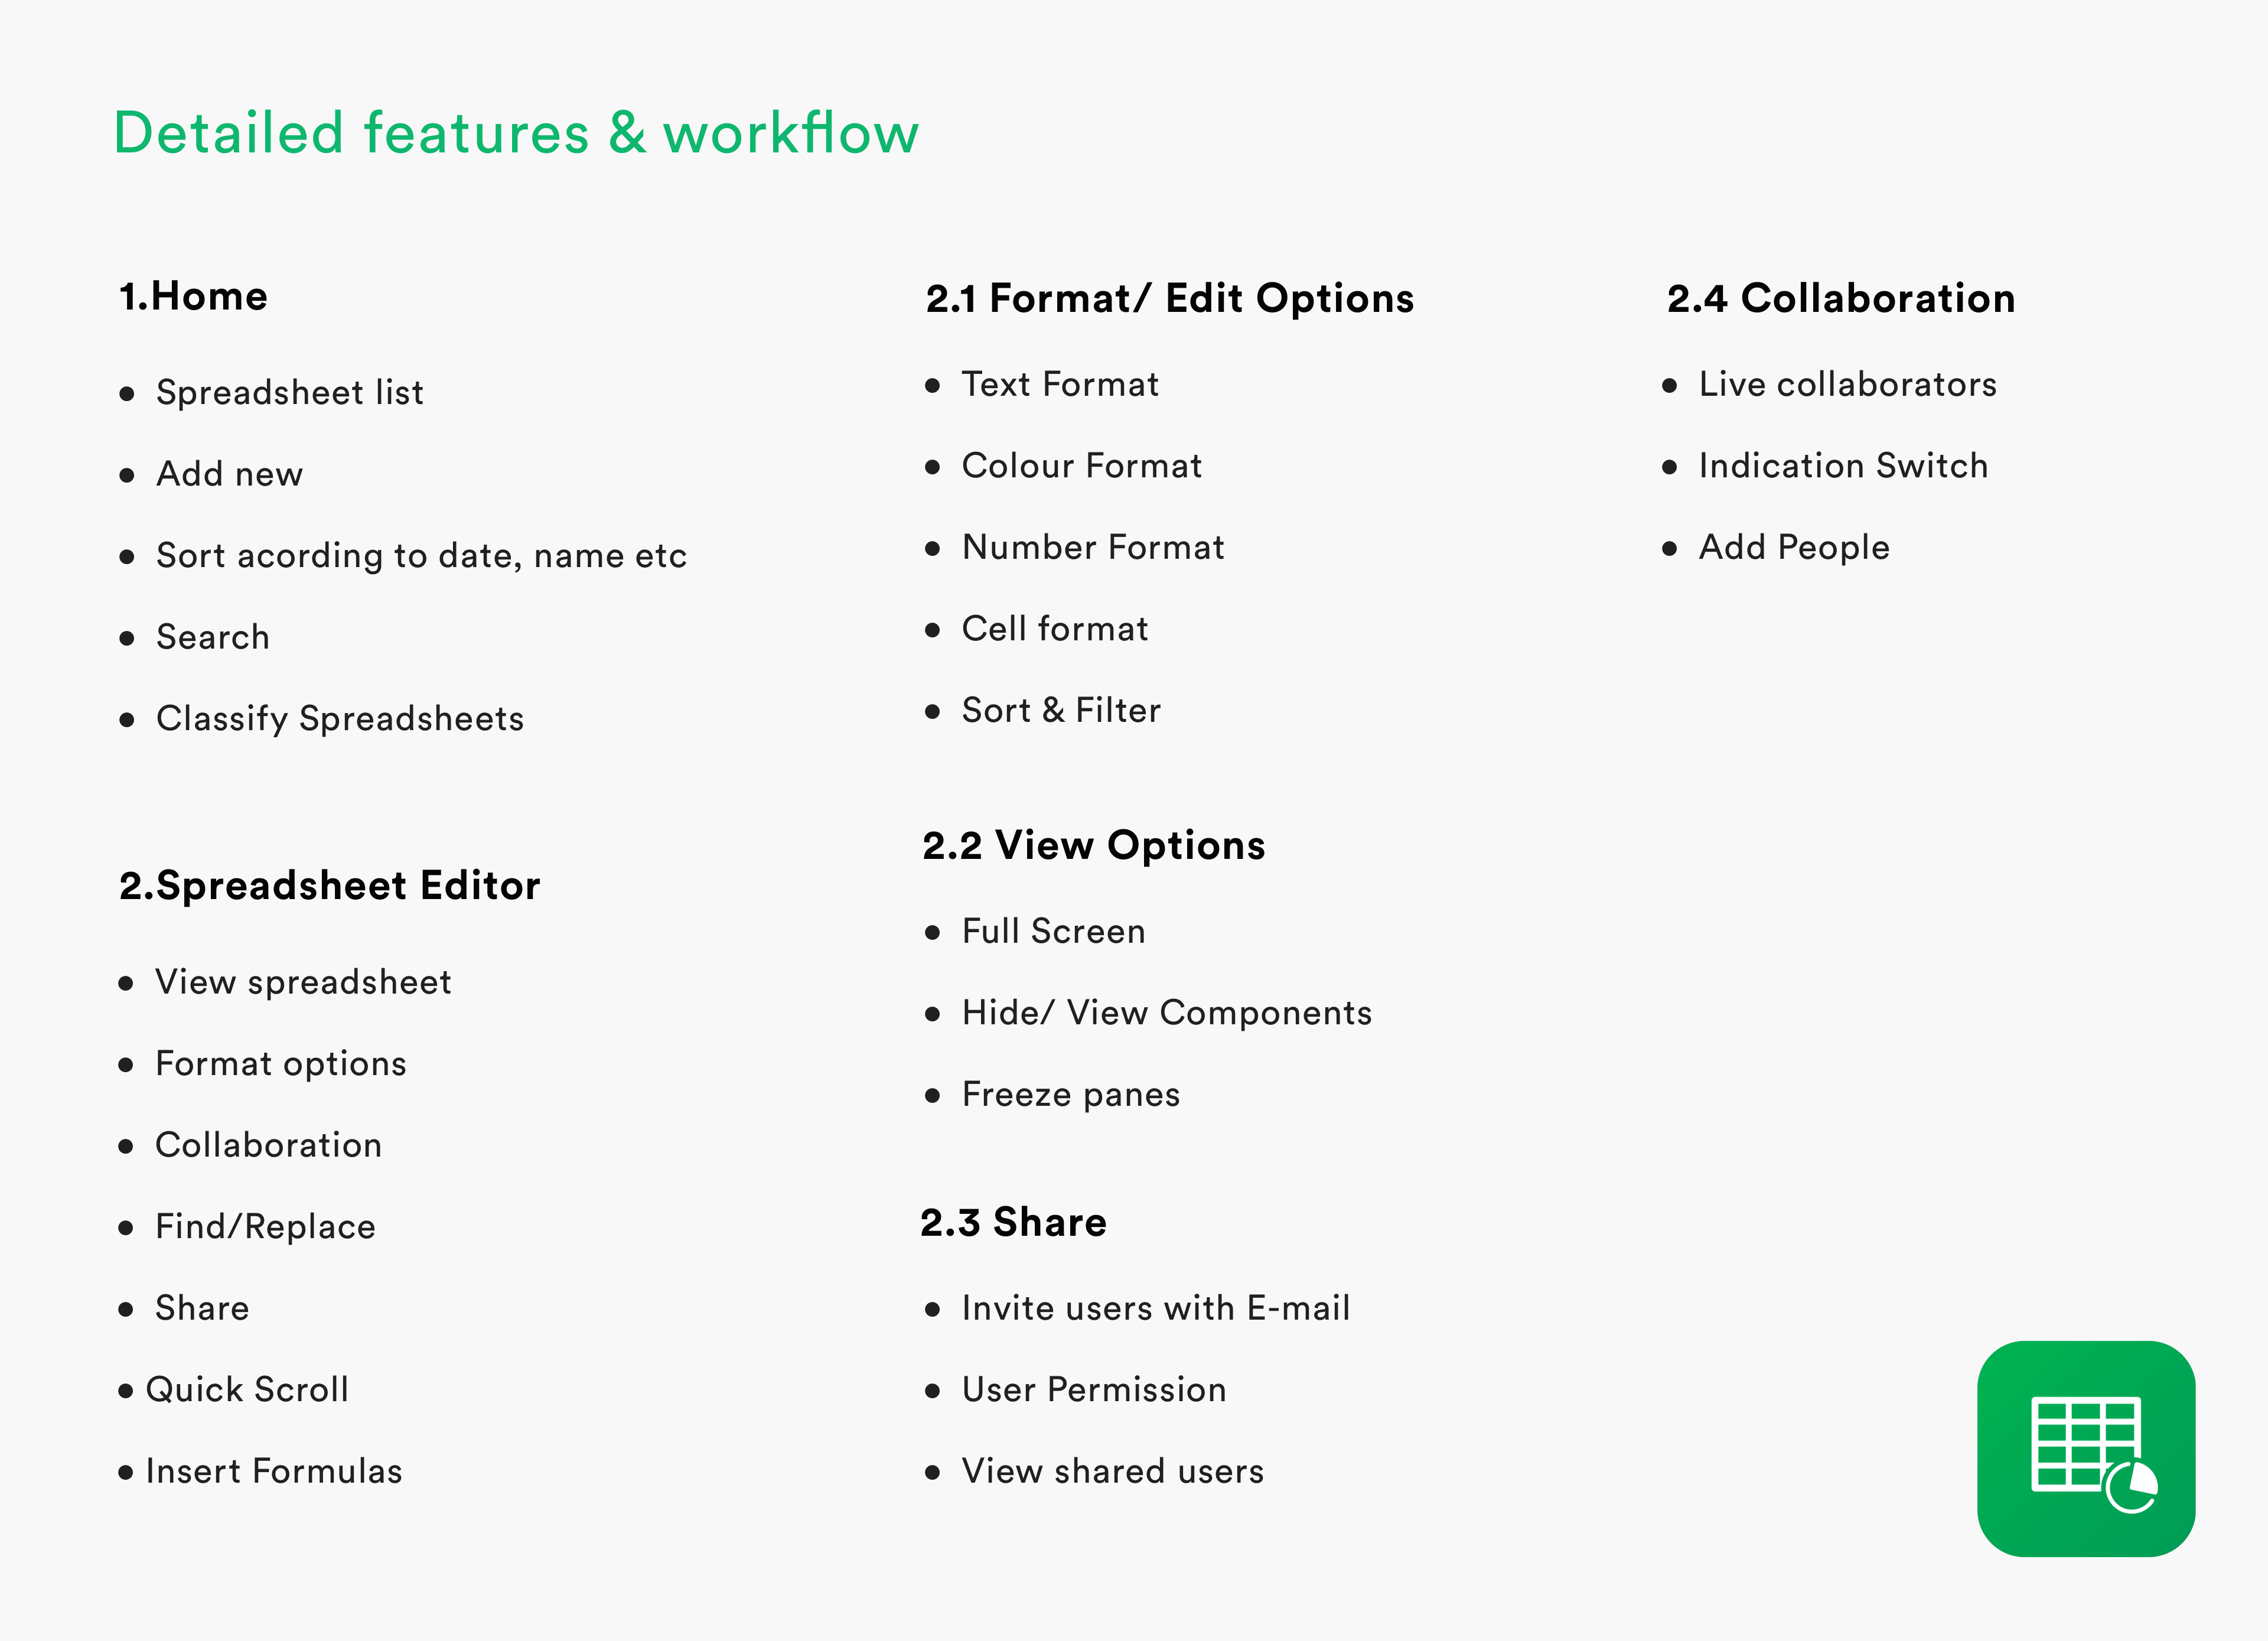 Detailed features & workflow
1.Home
● Spreadsheet list
● Add new
● Sort acording to date, name etc
● Search
● Classify Spreadsheets
2.Spreadsheet Editor
● View spreadsheet
● Format options
● Collaboration
● Find/Replace
● Share
● Quick Scroll
● Insert Formulas
2.1 Format/ Edit Options
● Text Format
● Colour Format
● Number Format
● Cell format
● Sort & Filter
2.2 View Options
● Full Screen
● Hide/ View Components
● Freeze panes
2.3 Share
● Invite users with E-mail
● User Permission
● View shared users
2.4 Collaboration
● Live collaborators
● Indication Switch
● Add People